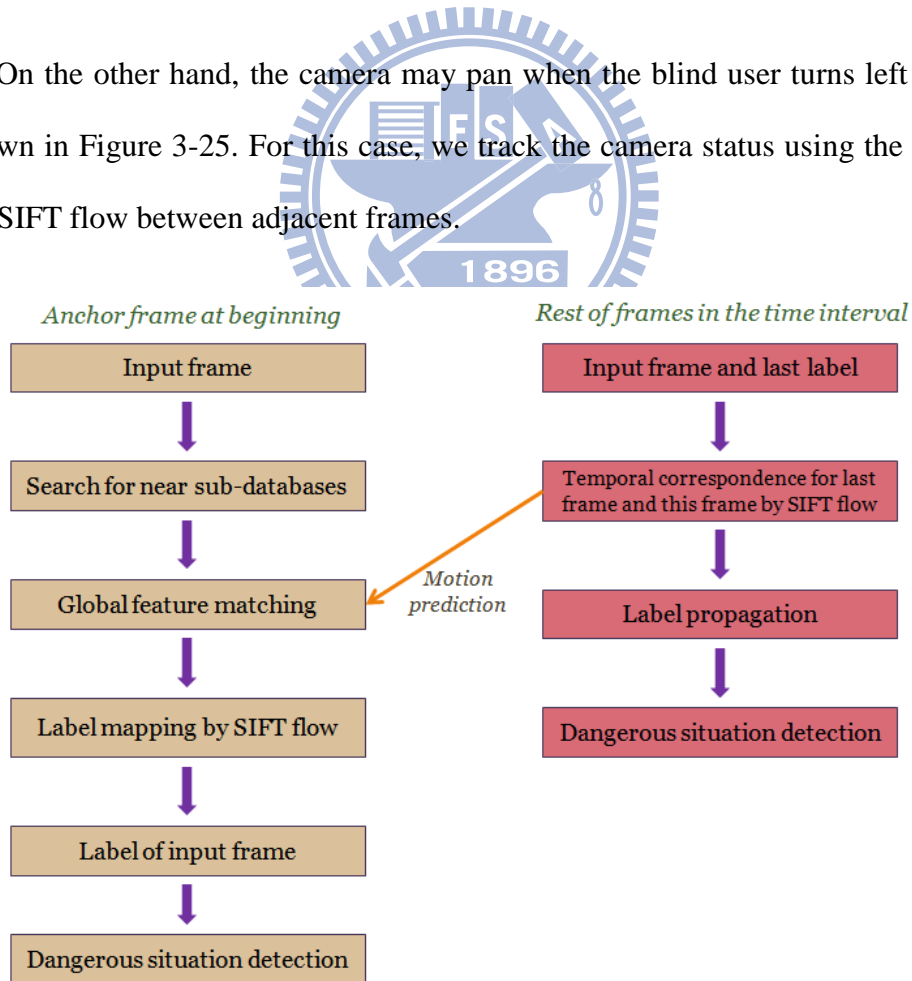 On the other hand, the camera may pan when the blind user turns left
wn in Figure 3-25. For this case, we track the camera status using the
SIFT flow between adjacent frames.
E S
1896
Anchor frame at beginning
Input frame
Search for near sub-databases
Global feature matching
Label mapping by SIFT flow
Label of input frame
Dangerous situation detection
Motion
prediction
Rest of frames in the time interval
Input frame and last label
Temporal correspondence for last
frame and this frame by SIFT flow
Label propagation
Dangerous situation detection